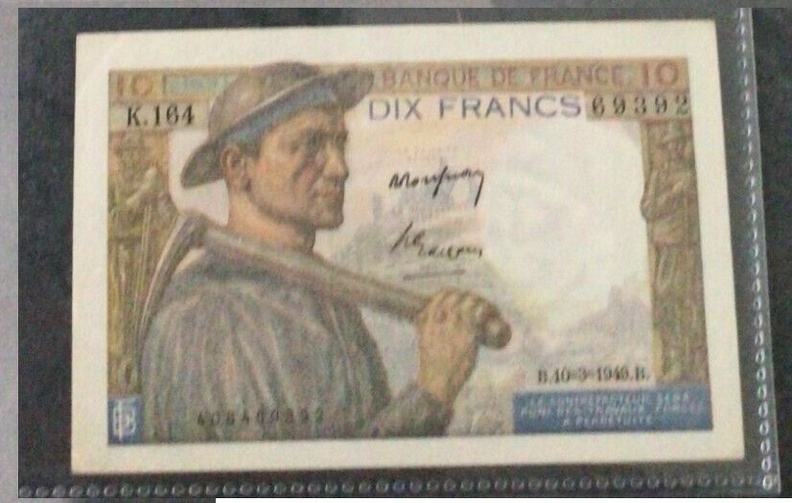 10 BANQUE DE FRANCE 10
K.164 DIX FRANCS 69392
B.10=3=1949.B.
LE CONTREFACTEUR SERA
PUNI DES TRAVAUX FORCÉS
A PERPÉTUITÉ